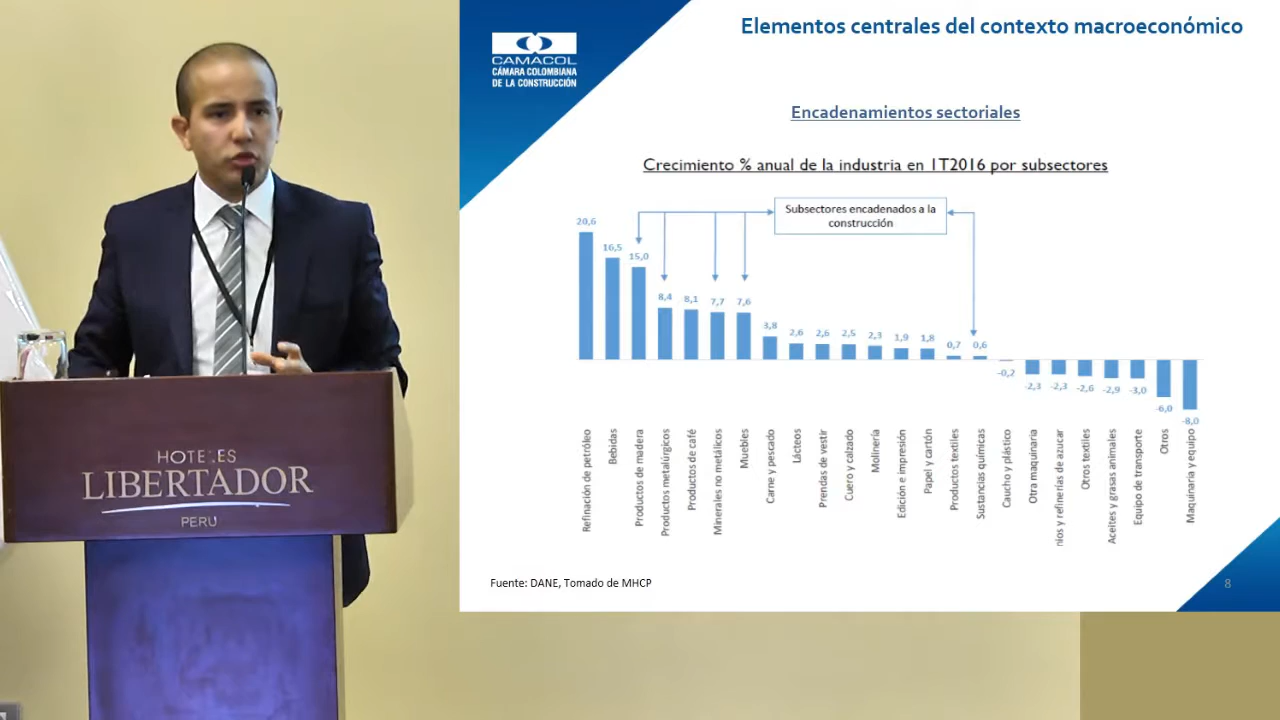 Elementos centrales del contexto macroeconómico
CAMACOL
CÁMARA COLOMBIANA
DE LA CONSTRUCCIÓN
Encadenamientos sectoriales
Crecimiento % anual de la industria en 1T2016 por subsectores
Subsectores encadenados a la
construcción
20,6
16,5
15,0
8,4
8,1
7,7
7,6
3,8
2,6
2,6
2,5
2,3
1,9
1,8
0,7
0,6
-0,2
-2,3
-2,3
-2,6
-2,9
-3,0
-6,0
-8,0
Refinación de petróleo
Bebidas
Productos de madera
Productos metalúrgicos
Productos de café
Minerales no metálicos
Muebles
Carne y pescado
Lácteos
Prendas de vestir
Cuero y calzado
Molinería
Edición e impresión
Papel y cartón
Productos textiles
Sustancias químicas
Caucho y plástico
Otra maquinaria
nios y refinerías de azucar
Otros textiles
Aceites y grasas animales
Equipo de transporte
Otros
Maquinaria y equipo
Fuente: DANE, Tomado de MHCP
8
HOTELES
LIBERTADOR
PERU